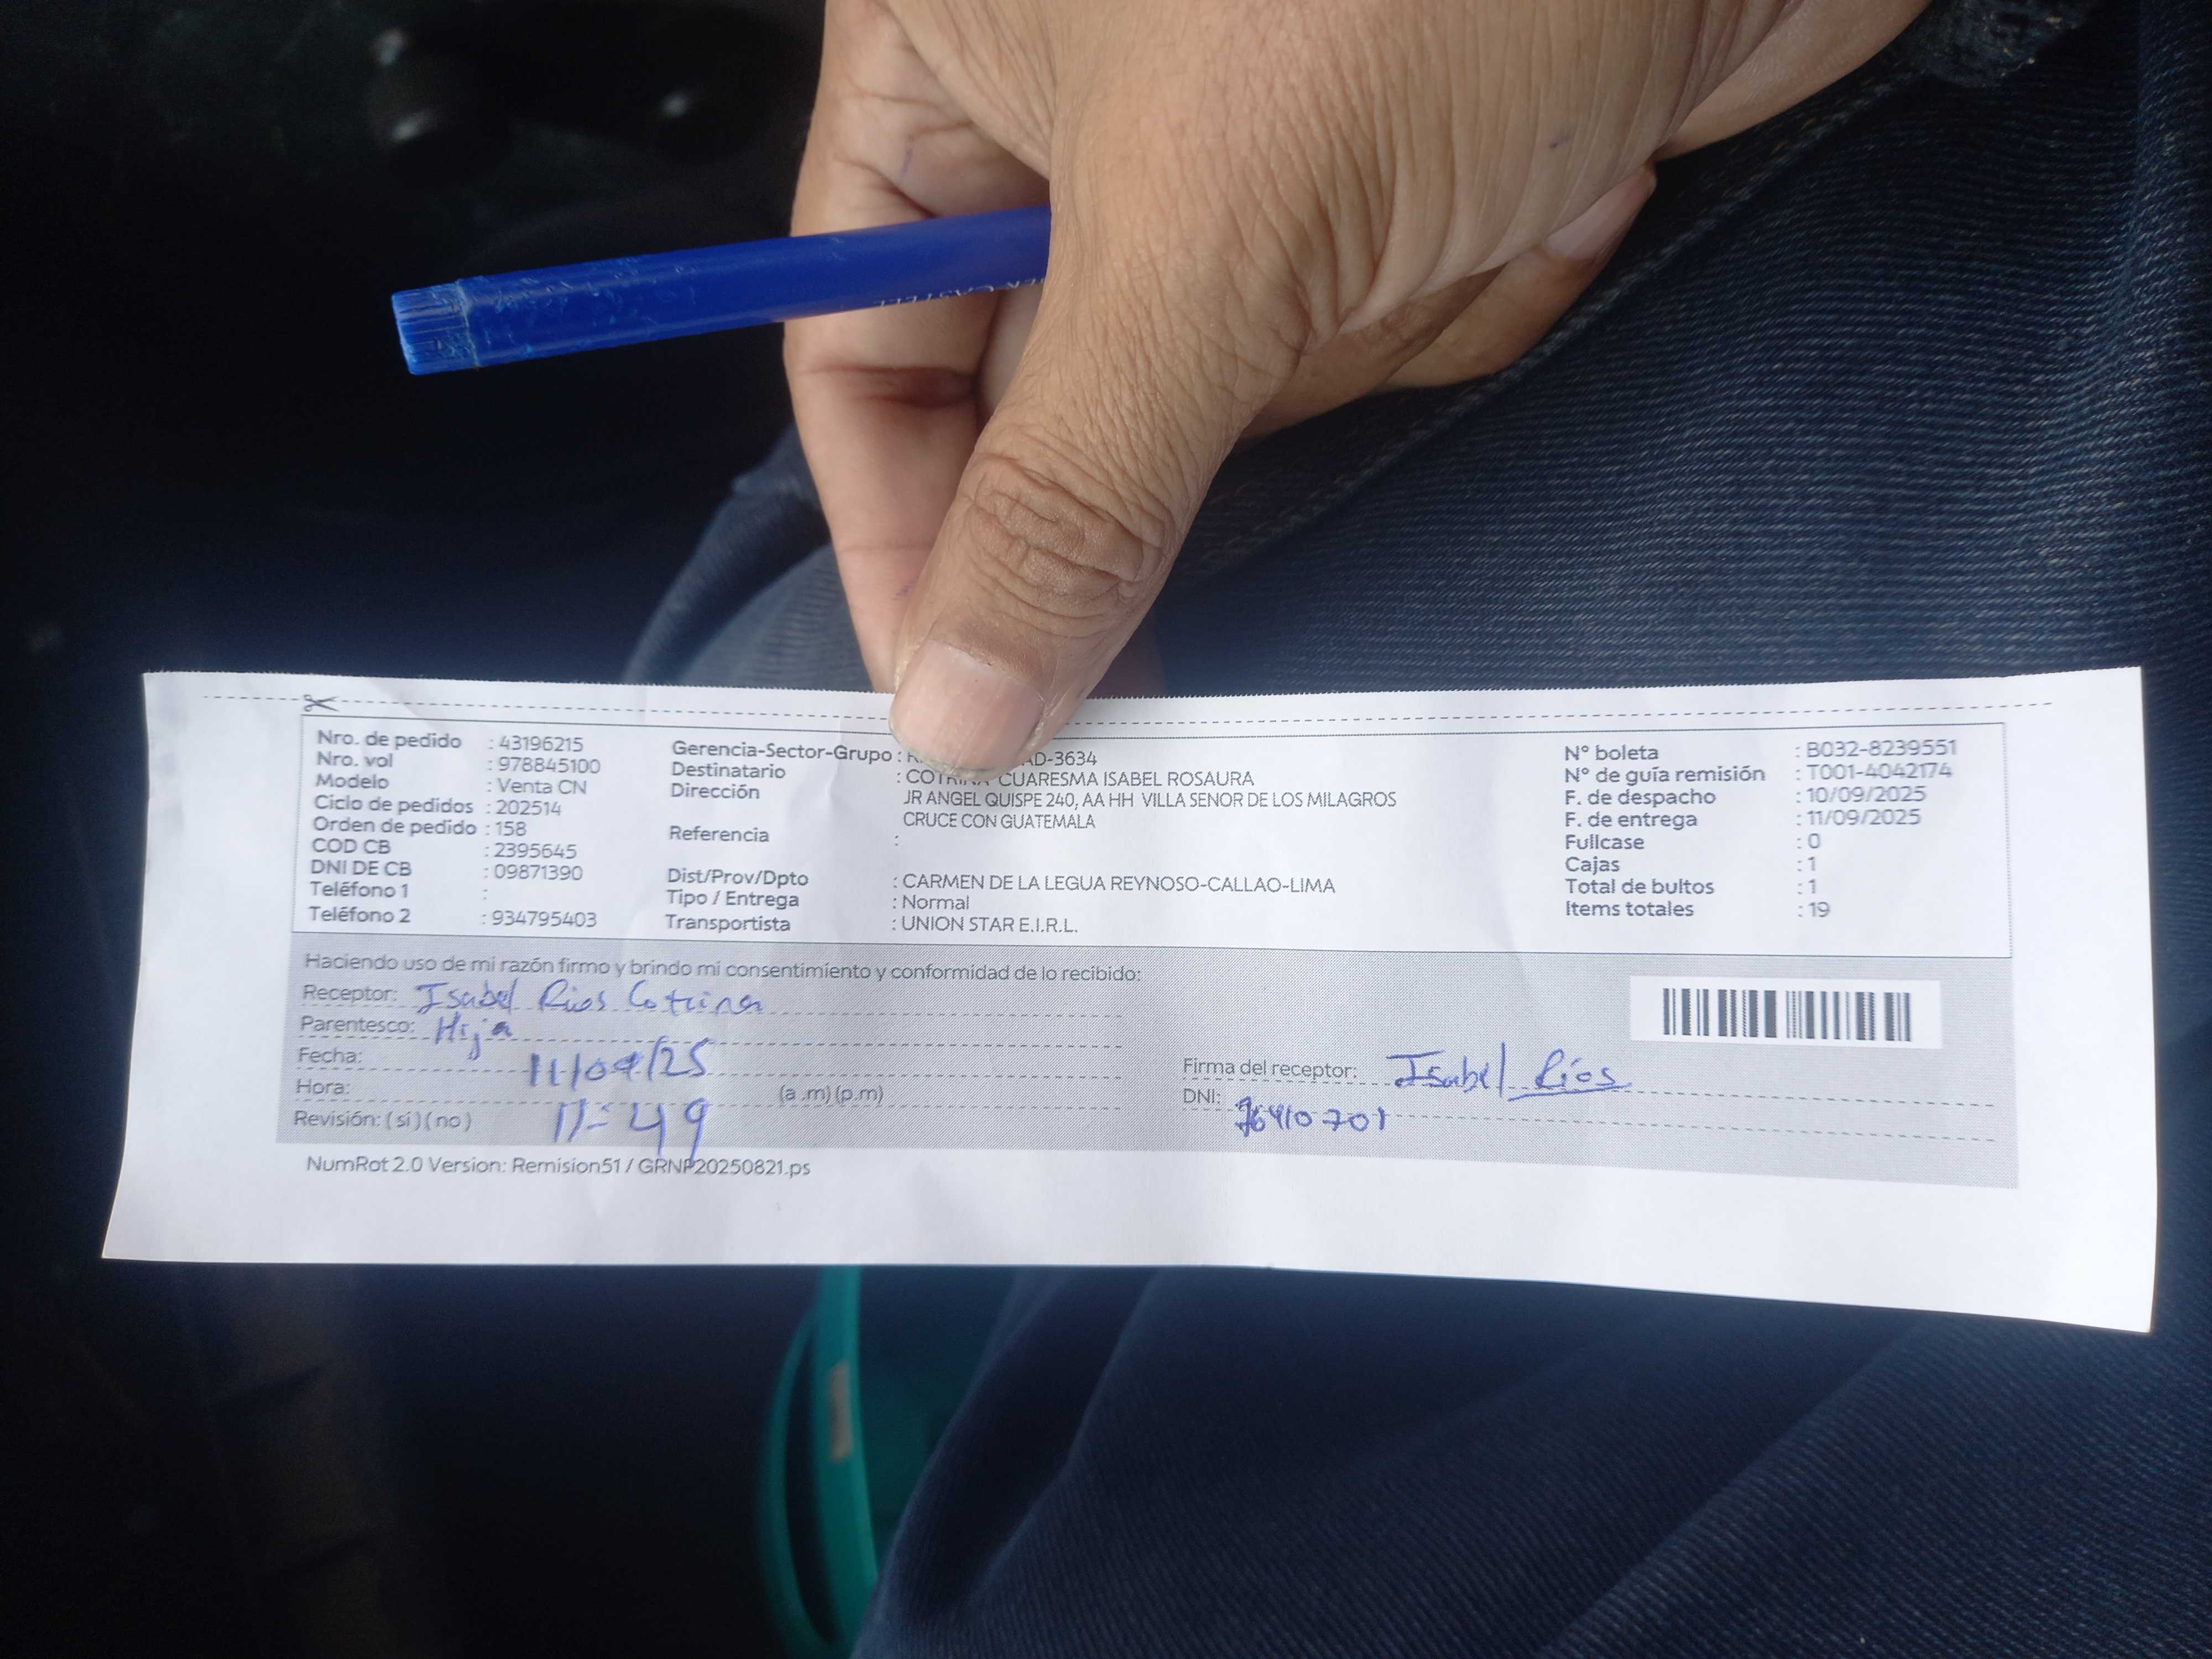 ER CASTELL
Nro. de pedido : 43196215
Nro. vol : 978845100
Modelo : Venta CN
Ciclo de pedidos : 202514
Orden de pedido : 158
COD CB : 2395645
DNI DE CB : 09871390
Teléfono 1 :
Teléfono 2 : 934795403
Gerencia-Sector-Grupo : AD-3634
Destinatario : COTRINA CUARESMA ISABEL ROSAURA
Dirección JR ANGEL QUISPE 240, AA HH VILLA SENOR DE LOS MILAGROS
CRUCE CON GUATEMALA
Referencia :
Dist/Prov/Dpto : CARMEN DE LA LEGUA REYNOSO-CALLAO-LIMA
Tipo / Entrega : Normal
Transportista : UNION STAR E.I.R.L.
N° boleta : B032-8239551
N° de guía remisión : T001-4042174
F. de despacho : 10/09/2025
F. de entrega : 11/09/2025
Fullcase : 0
Cajas : 1
Total de bultos : 1
Items totales : 19
Haciendo uso de mi razón firmo y brindo mi consentimiento y conformidad de lo recibido:
Receptor: Isabel Rios Cotrina
Parentesco: Hija
Fecha: 11/09/25
Hora: 11:49 (a .m) (p.m)
Revisión: ( sí ) ( no )
Firma del receptor: Isabel Ríos
DNI: 76410701
NumRot 2.0 Version: Remision51 / GRNP20250821.ps